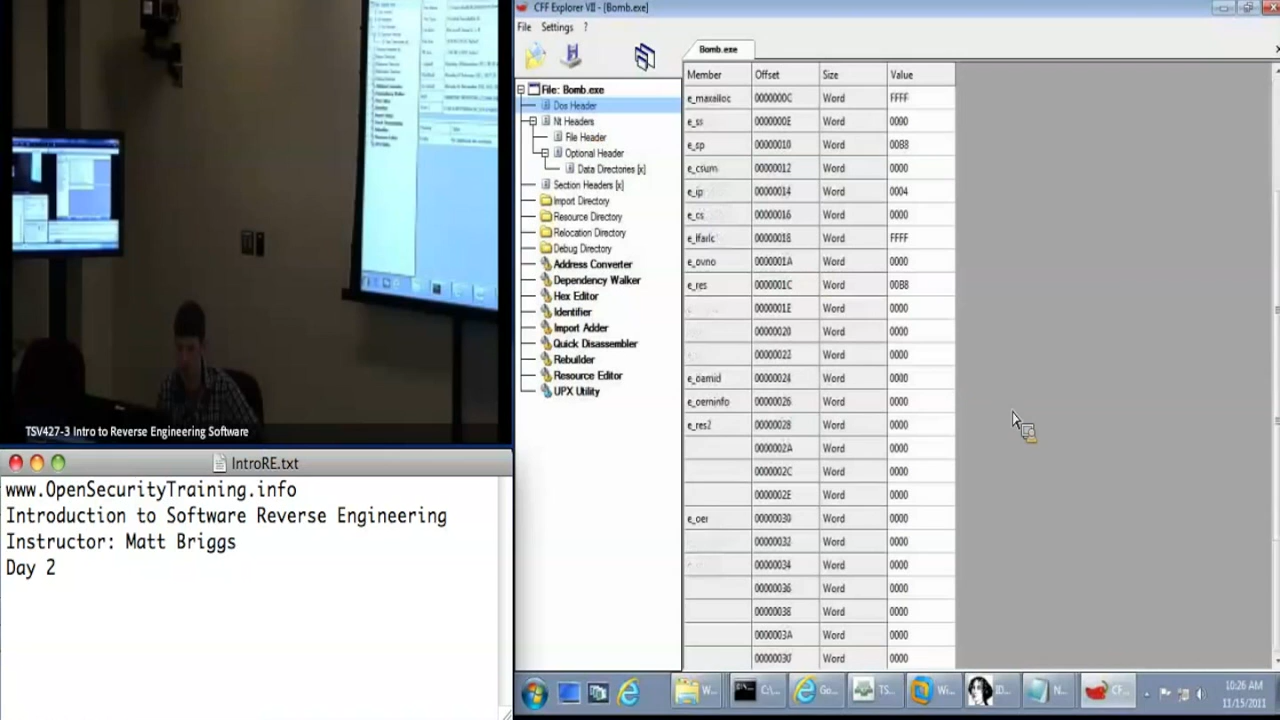 TSV427-3 Intro to Reverse Engineering Software
IntroRE.txt
www.OpenSecurityTraining.info
Introduction to Software Reverse Engineering
Instructor: Matt Briggs
Day 2
CFF Explorer VII - [Bomb.exe]
File Settings ?
Bomb.exe
File: Bomb.exe
Dos Header
Nt Headers
File Header
Optional Header
Data Directories [x]
Section Headers [x]
Import Directory
Resource Directory
Relocation Directory
Debug Directory
Address Converter
Dependency Walker
Hex Editor
Identifier
Import Adder
Quick Disassembler
Rebuilder
Resource Editor
UPX Utility
Member Offset Size Value
e_maxalloc 0000000C Word FFFF
e_ss 0000000E Word 0000
e_sp 00000010 Word 00B8
e_csum 00000012 Word 0000
e_ip 00000014 Word 0004
e_cs 00000016 Word 0000
e_lfarlc 00000018 Word FFFF
e_ovno 0000001A Word 0000
e_res 0000001C Word 00B8
0000001E Word 0000
00000020 Word 0000
00000022 Word 0000
e_oemid 00000024 Word 0000
e_oeminfo 00000026 Word 0000
e_res2 00000028 Word 0000
0000002A Word 0000
0000002C Word 0000
0000002E Word 0000
00000030 Word 0000
00000032 Word 0000
00000034 Word 0000
00000036 Word 0000
00000038 Word 0000
0000003A Word 0000
Word 0000
W... C:\... Go... TS... Wi... ID... N... CF...
10:26 AM
11/15/2011